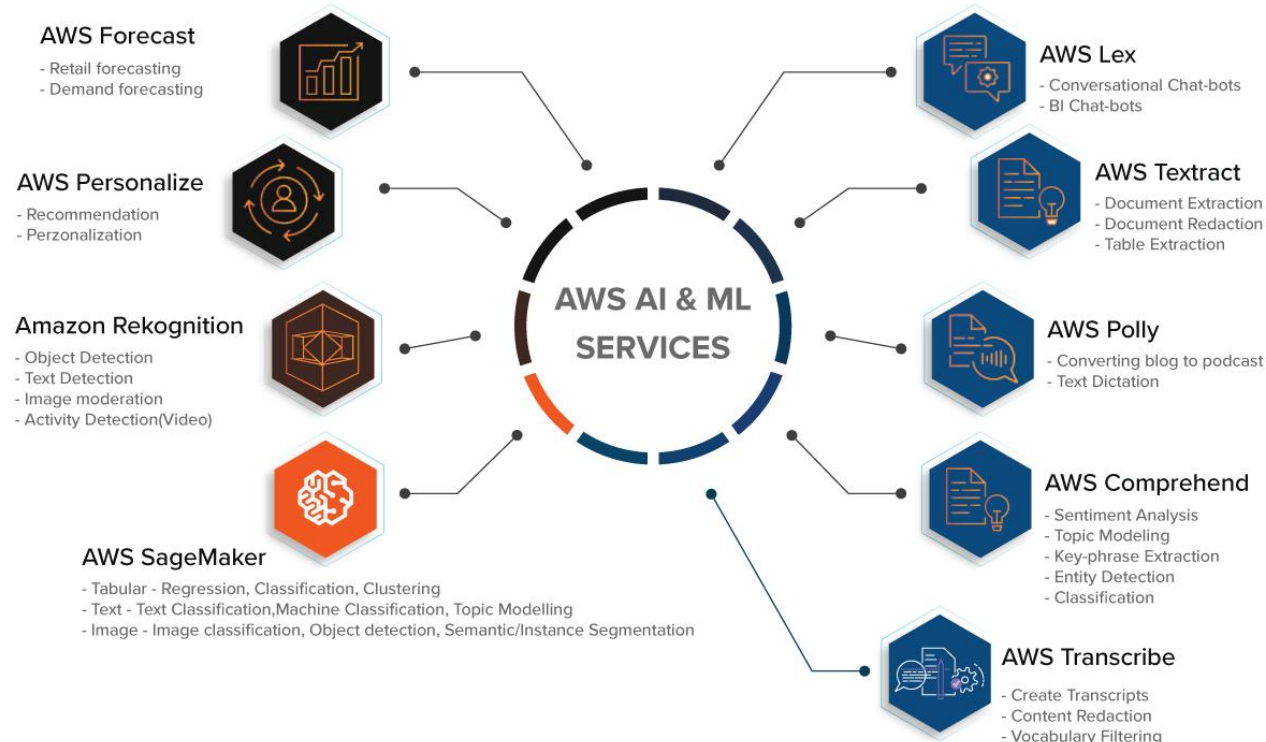 AWS Forecast
- Retail forecasting
- Demand forecasting
AWS Personalize
- Recommendation
- Perzonalization
Amazon Rekognition
- Object Detection
- Text Detection
- Image moderation
- Activity Detection(Video)
AWS SageMaker
- Tabular - Regression, Classification, Clustering
- Text - Text Classification,Machine Classification, Topic Modelling
- Image - Image classification, Object detection, Semantic/Instance Segmentation
AWS AI & ML
SERVICES
AWS Lex
- Conversational Chat-bots
- BI Chat-bots
AWS Textract
- Document Extraction
- Document Redaction
- Table Extraction
AWS Polly
- Converting blog to podcast
- Text Dictation
AWS Comprehend
- Sentiment Analysis
- Topic Modeling
- Key-phrase Extraction
- Entity Detection
- Classification
AWS Transcribe
- Create Transcripts
- Content Redaction
- Vocabulary Filtering